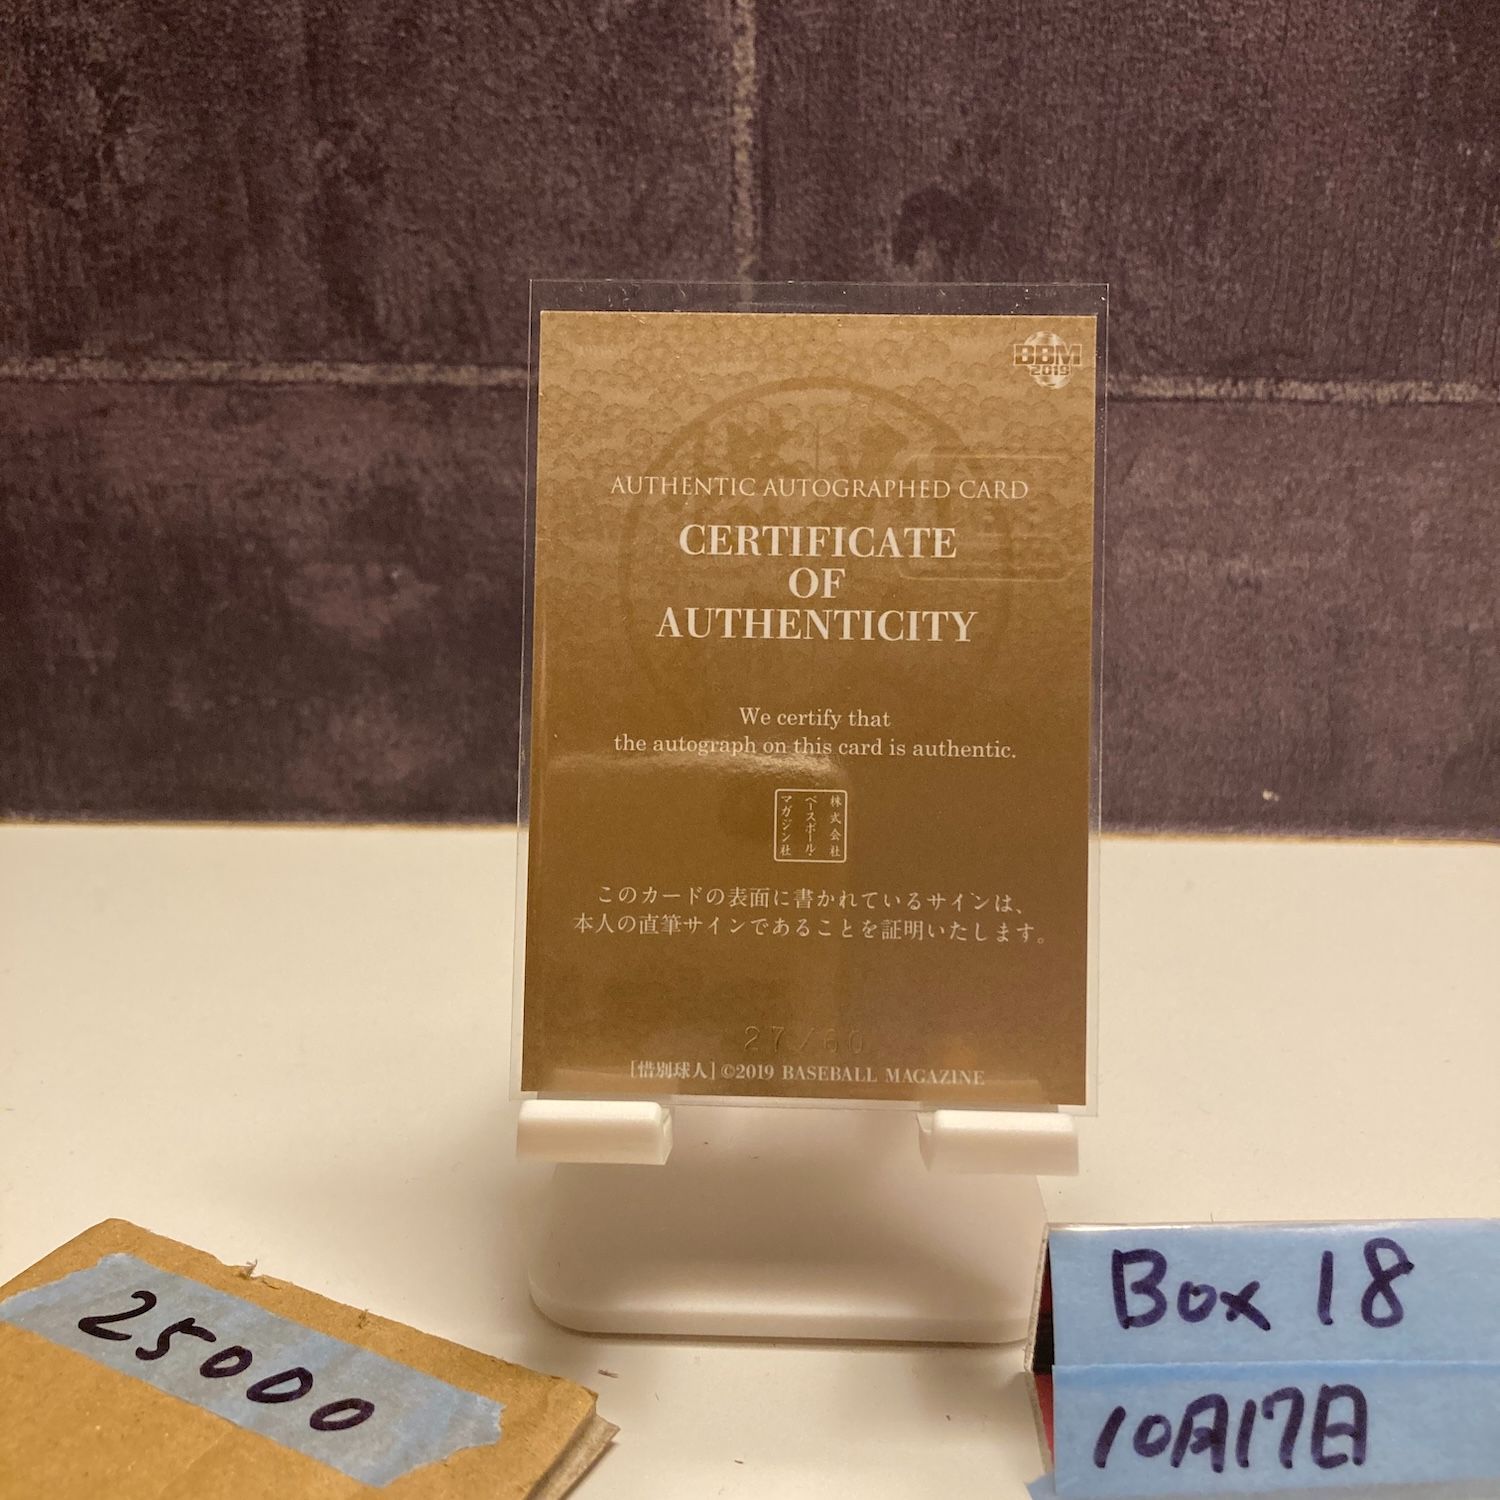 BBM
2019
AUTHENTIC AUTOGRAPHED CARD
CERTIFICATE
OF
AUTHENTICITY
We certify that
the autograph on this card is authentic.
株式会社
ベースボール・
マガジン社
このカードの表面に書かれているサインは、
本人の直筆サインであることを証明いたします。
27/60
[惜別球人] ©2019 BASEBALL MAGAZINE
25000
Box 18
10月17日